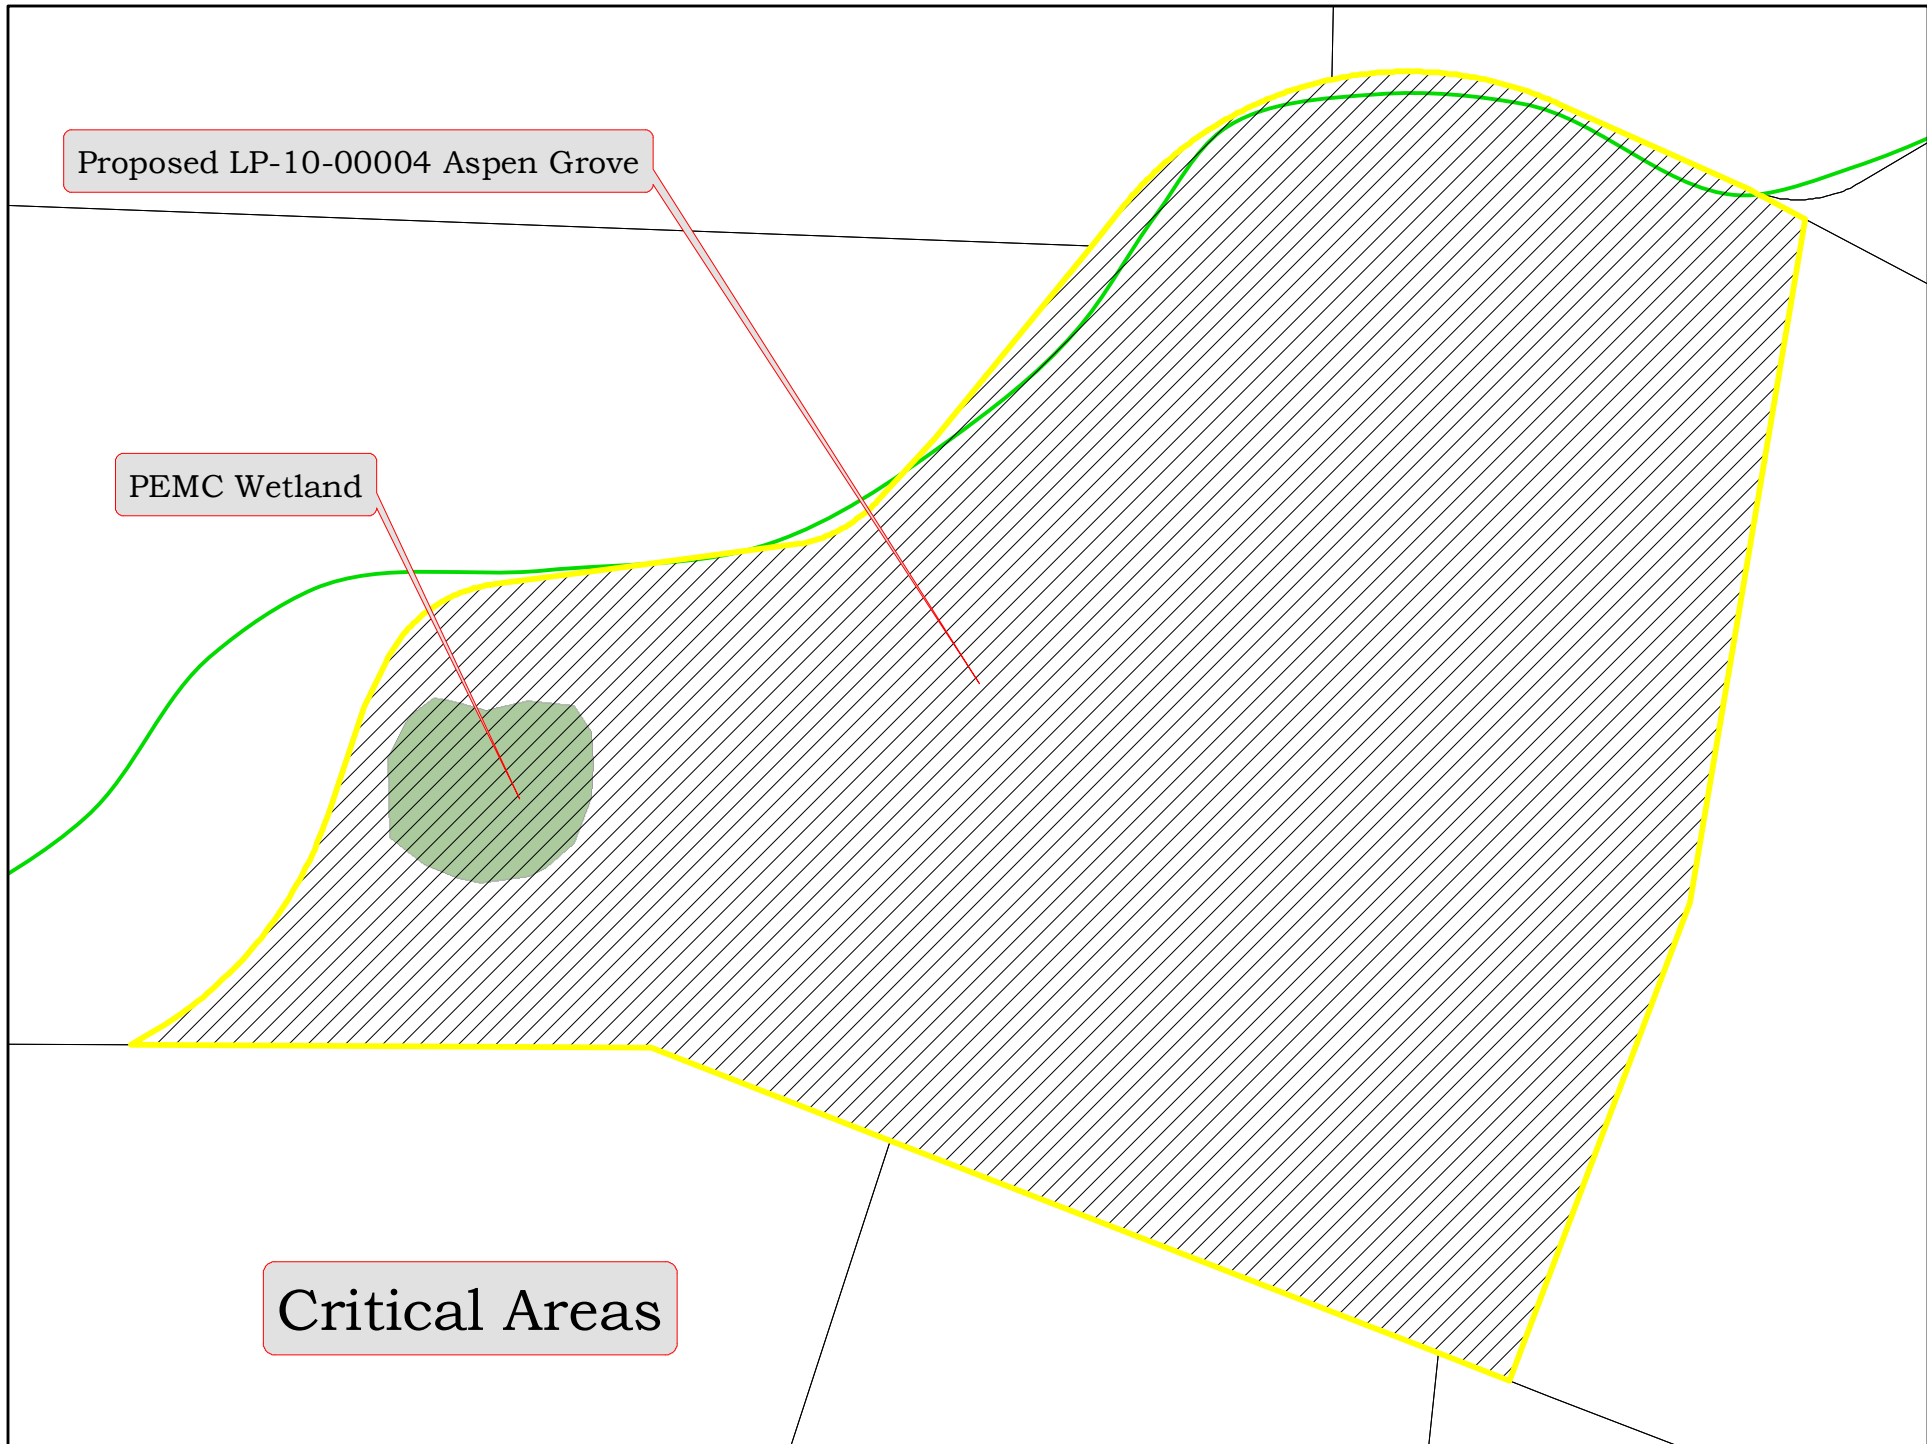 Proposed LP-10-00004 Aspen Grove
PEMC Wetland
Critical Areas